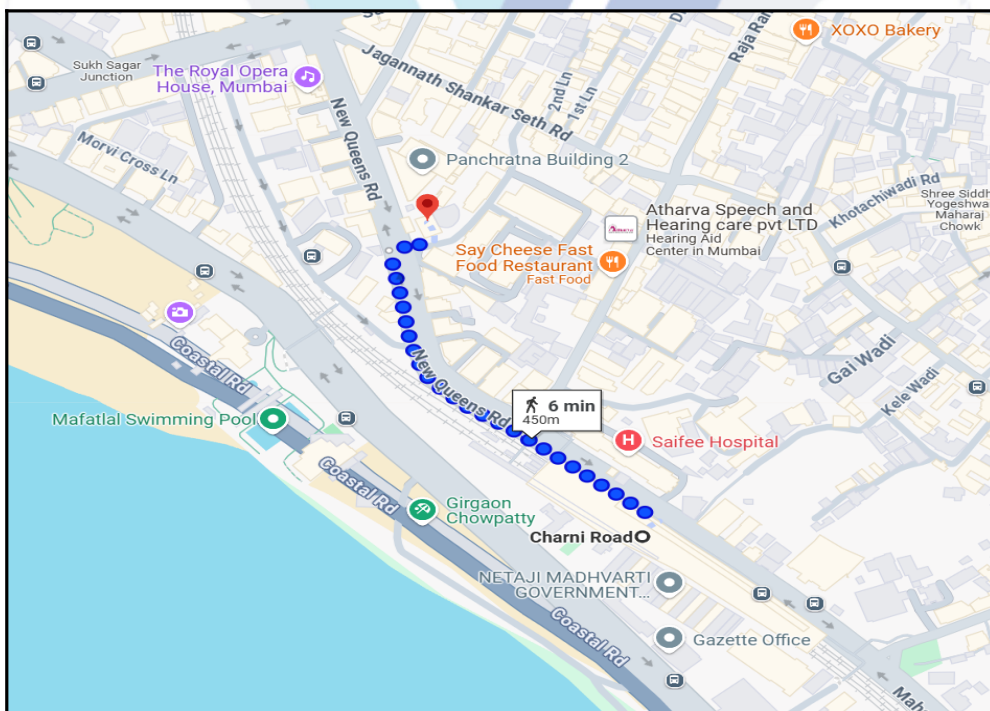 XOXO Bakery
Sukh Sagar
Junction
The Royal Opera
House, Mumbai
Jagannath Shankar Seth Rd
2nd Ln
1st Ln
Raja Ram
New Queens Rd
Morvi Cross Ln
Panchratna Building 2
Khotachiwadi Rd
Shree Siddh
Yogeshwa
Maharaj
Chowk
Atharva Speech and
Hearing care pvt LTD
Hearing Aid
Center in Mumbai
Say Cheese Fast
Food Restaurant
Fast Food
Coastal Rd
New Queens Rd
Gai Wadi
Kele Wadi
6 min
450m
Mafatlal Swimming Pool
H
Saifee Hospital
Coastal Rd
Girgaon
Chowpatty
Charni Road
NETAJI MADHVARTI
GOVERNMENT...
Gazette Office
Coastal Rd
Mah